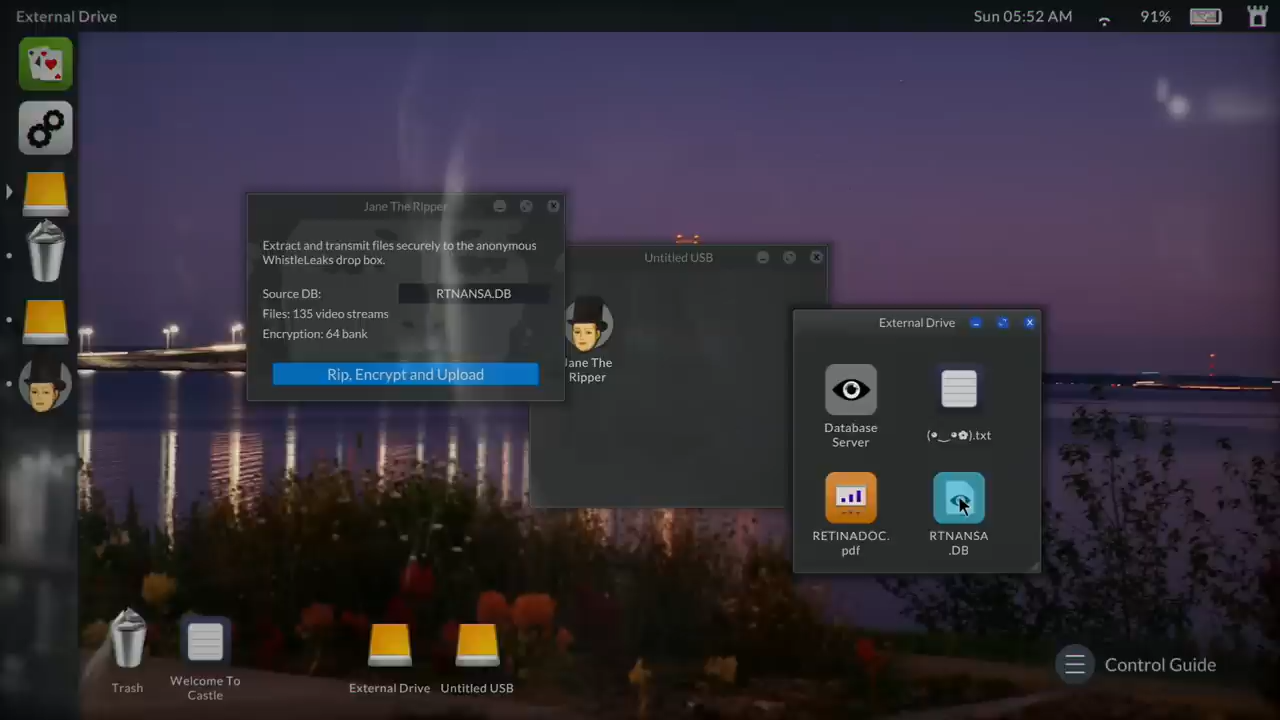 External Drive
Sun 05:52 AM
91%
Jane The Ripper
Extract and transmit files securely to the anonymous
WhistleLeaks drop box.
Source DB:
RTNANSA.DB
Files: 135 video streams
Encryption: 64 bank
Rip, Encrypt and Upload
Untitled USB
Jane The
Ripper
External Drive
Database
Server
(•‿•✿).txt
RETINADOC.
pdf
RTNANSA
.DB
Trash
Welcome To
Castle
External Drive
Untitled USB
Control Guide